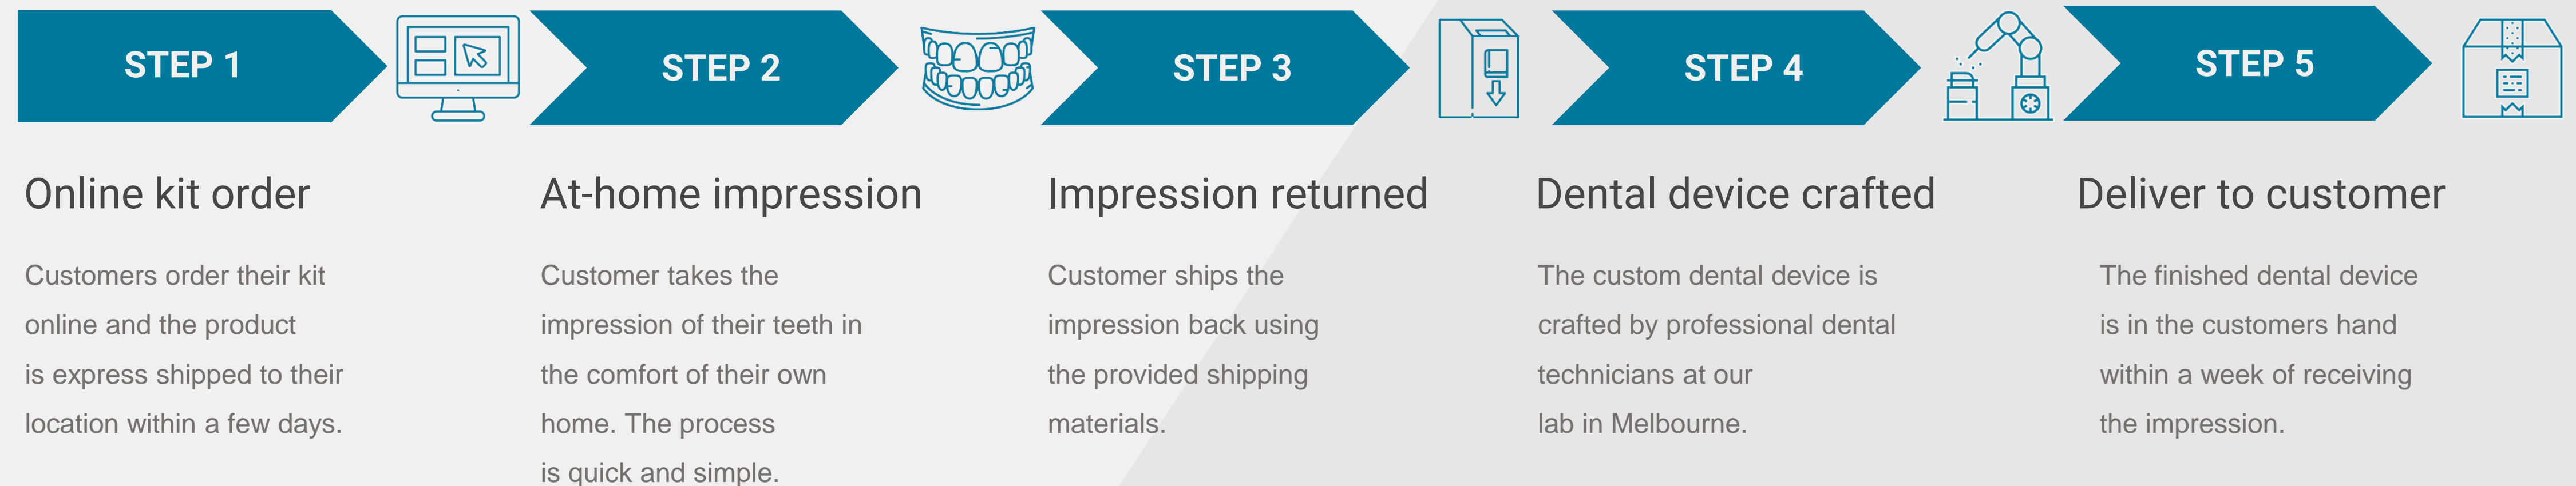 STEP 1
STEP 2
STEP 3
STEP 4
STEP 5
Online kit order
Customers order their kit
online and the product
is express shipped to their
location within a few days.
At-home impression
Customer takes the
impression of their teeth in
the comfort of their own
home. The process
is quick and simple.
Impression returned
Customer ships the
impression back using
the provided shipping
materials.
Dental device crafted
The custom dental device is
crafted by professional dental
technicians at our
lab in Melbourne.
Deliver to customer
The finished dental device
is in the customers hand
within a week of receiving
the impression.